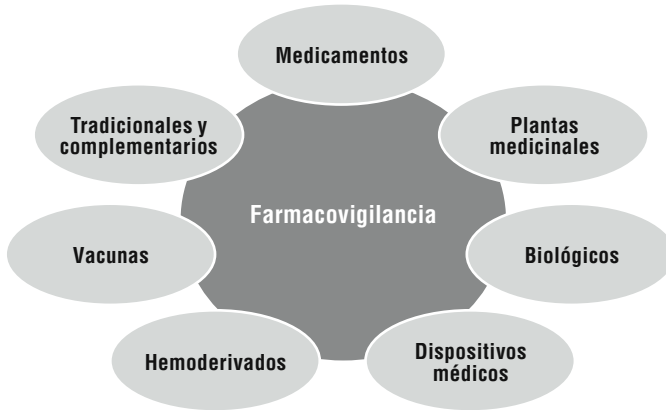 Medicamentos
Tradicionales y
complementarios
Plantas
medicinales
Farmacovigilancia
Vacunas
Biológicos
Hemoderivados
Dispositivos
médicos